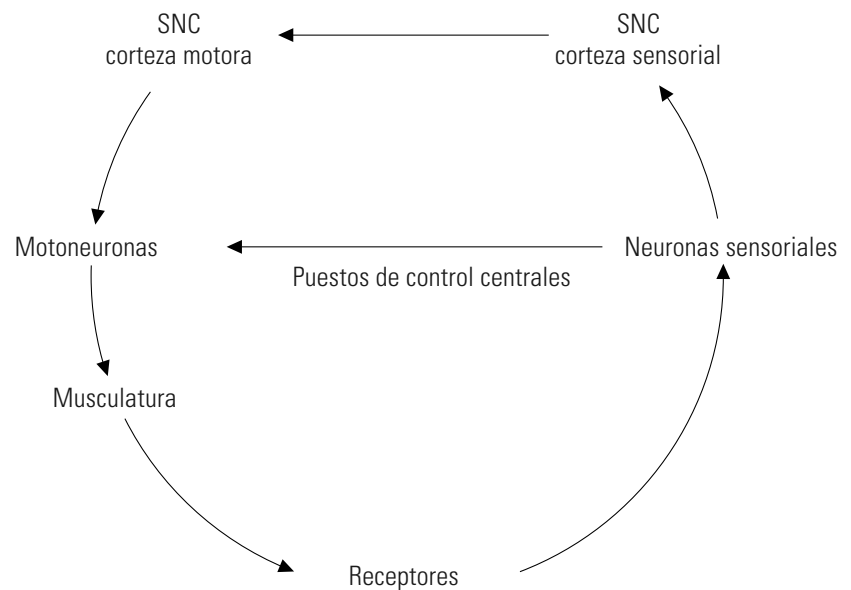 SNC
corteza motora
SNC
corteza sensorial
Motoneuronas
Neuronas sensoriales
Puestos de control centrales
Musculatura
Receptores